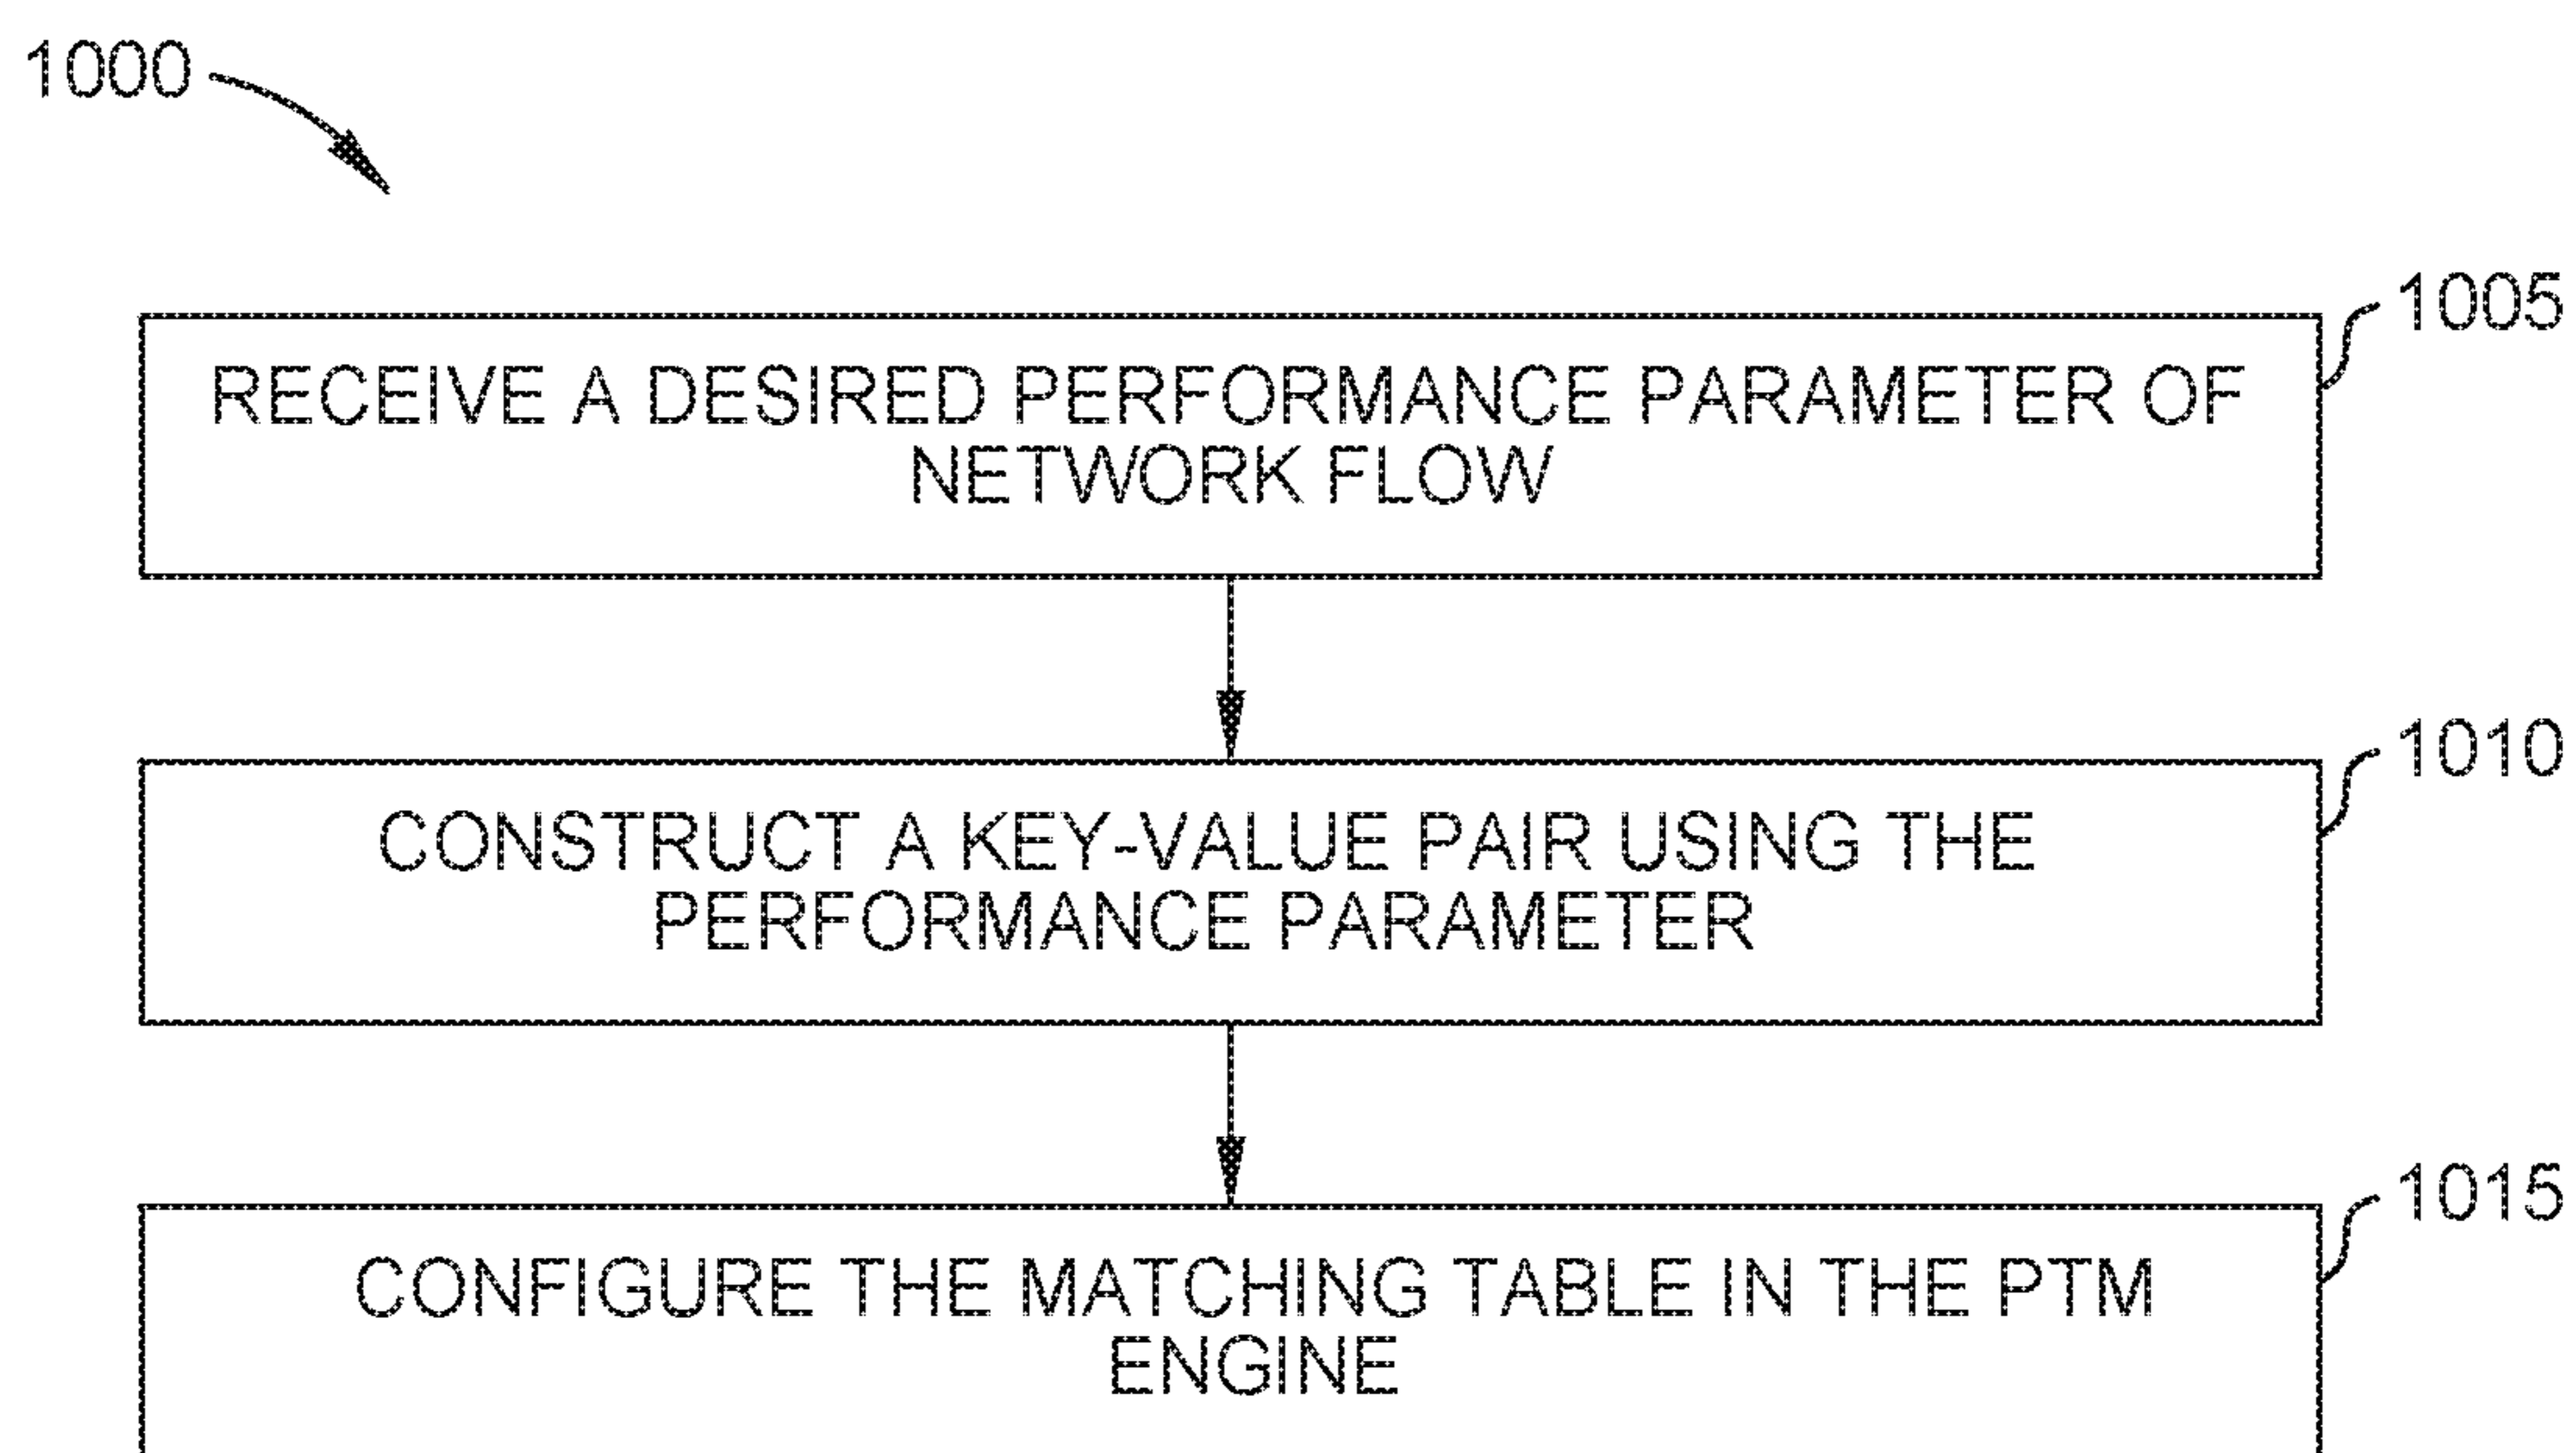 1000
1005
RECEIVE A DESIRED PERFORMANCE PARAMETER OF
NETWORK FLOW
1010
CONSTRUCT A KEY-VALUE PAIR USING THE
PERFORMANCE PARAMETER
1015
CONFIGURE THE MATCHING TABLE IN THE PTM
ENGINE